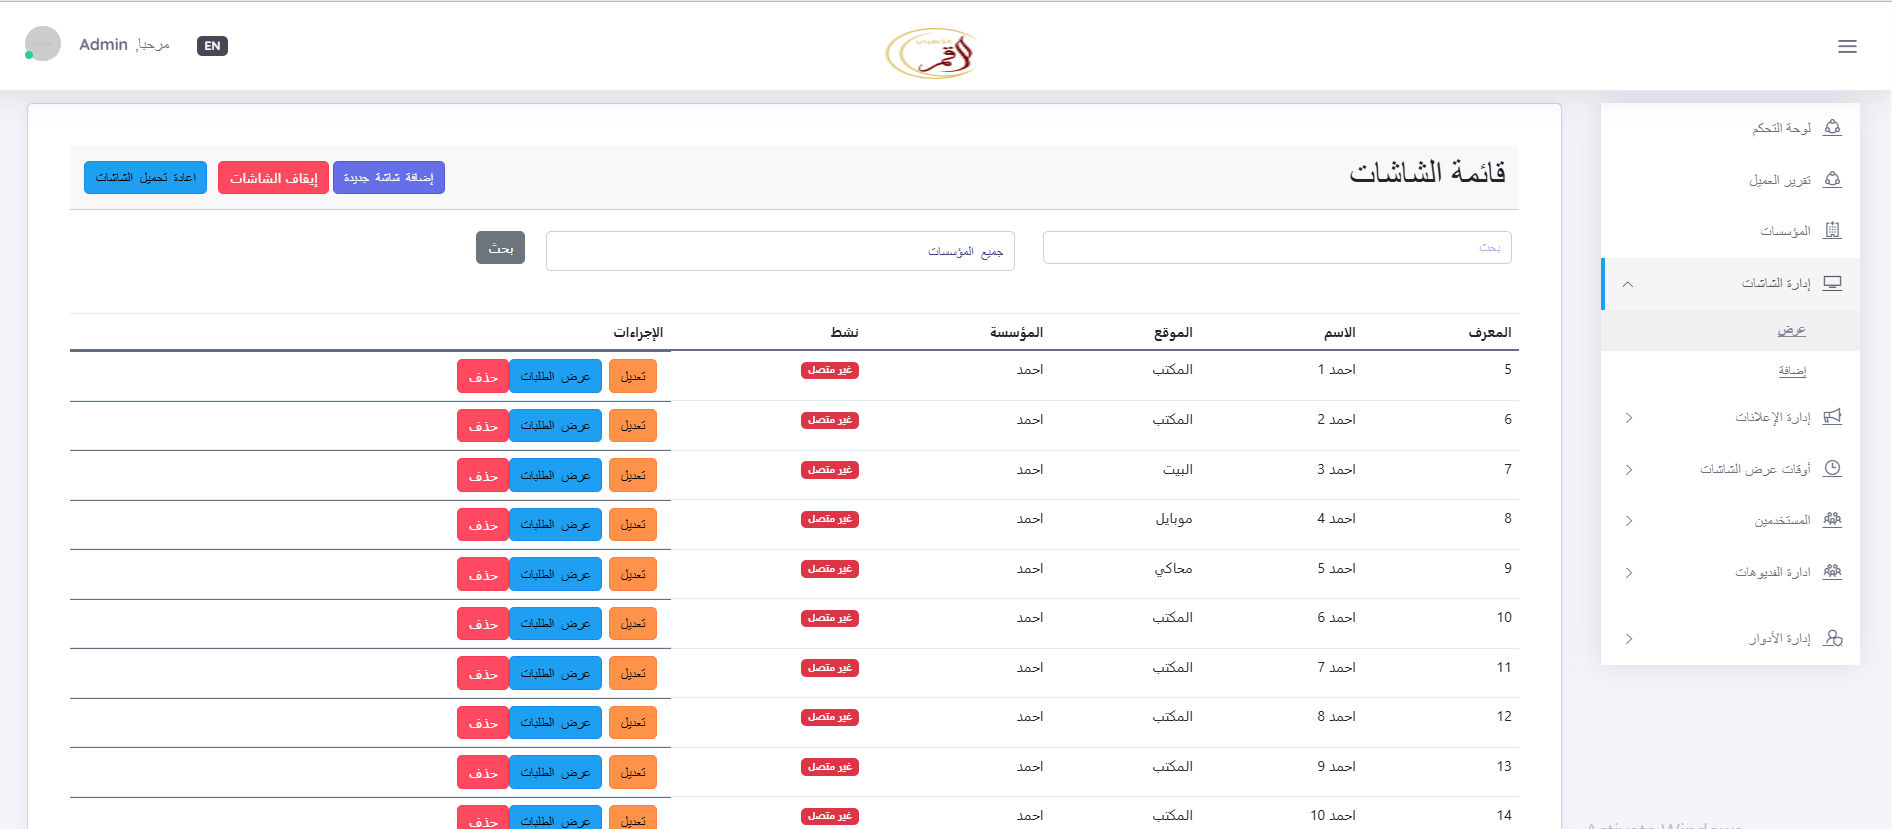 مرحبا, Admin
EN
لوحة التحكم
تقرير العميل
المؤسسات
إدارة الشاشات
عرض
إضافة
إدارة الإعلانات
أوقات عرض الشاشات
المستخدمين
ادارة الفديوهات
إدارة الأدوار
قائمة الشاشات
إضافة شاشة جديدة إيقاف الشاشات اعادة تحميل الشاشات
بحث جميع المؤسسات بحث
المعرف الاسم الموقع المؤسسة نشط الإجراءات
5 احمد 1 المكتب احمد غير متصل تعديل عرض الطلبات حذف
6 احمد 2 المكتب احمد غير متصل تعديل عرض الطلبات حذف
7 احمد 3 البيت احمد غير متصل تعديل عرض الطلبات حذف
8 احمد 4 موبايل احمد غير متصل تعديل عرض الطلبات حذف
9 احمد 5 محاكي احمد غير متصل تعديل عرض الطلبات حذف
10 احمد 6 المكتب احمد غير متصل تعديل عرض الطلبات حذف
11 احمد 7 المكتب احمد غير متصل تعديل عرض الطلبات حذف
12 احمد 8 المكتب احمد غير متصل تعديل عرض الطلبات حذف
13 احمد 9 المكتب احمد غير متصل تعديل عرض الطلبات حذف
14 احمد 10 المكتب احمد غير متصل تعديل عرض الطلبات حذف